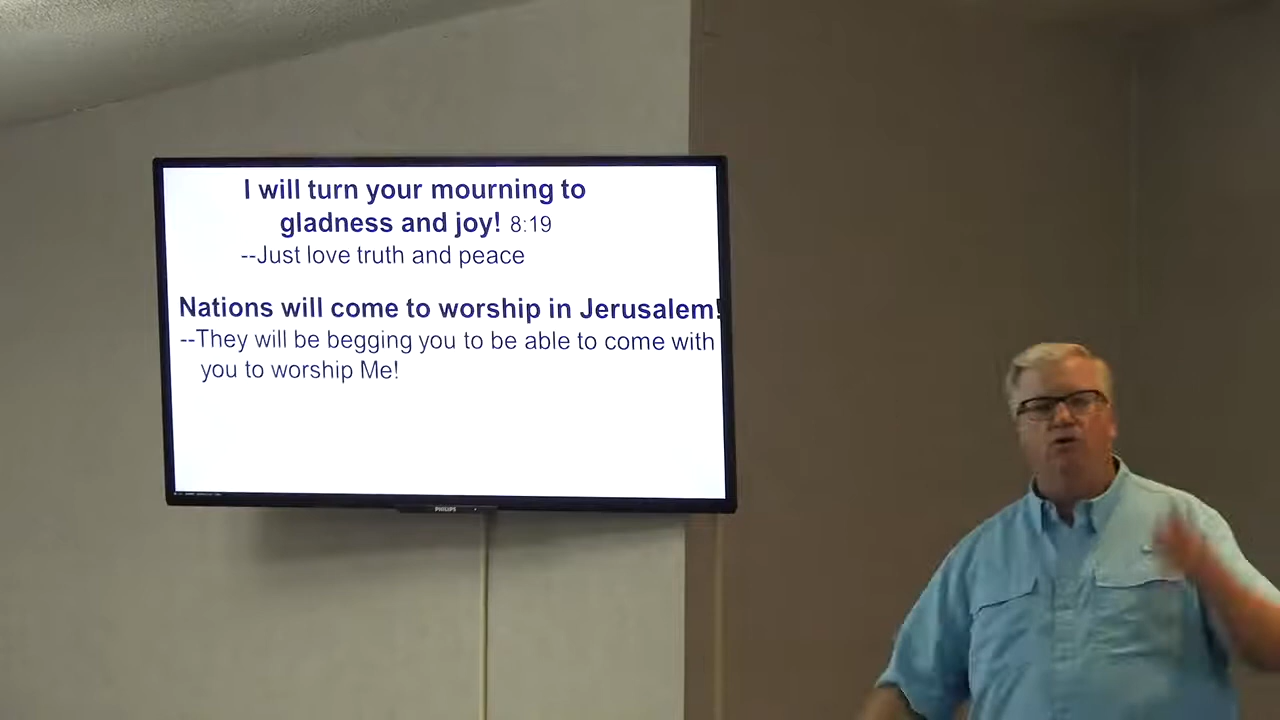 I will turn your mourning to
gladness and joy! 8:19
--Just love truth and peace
Nations will come to worship in Jerusalem!
--They will be begging you to be able to come with
you to worship Me!
PHILIPS